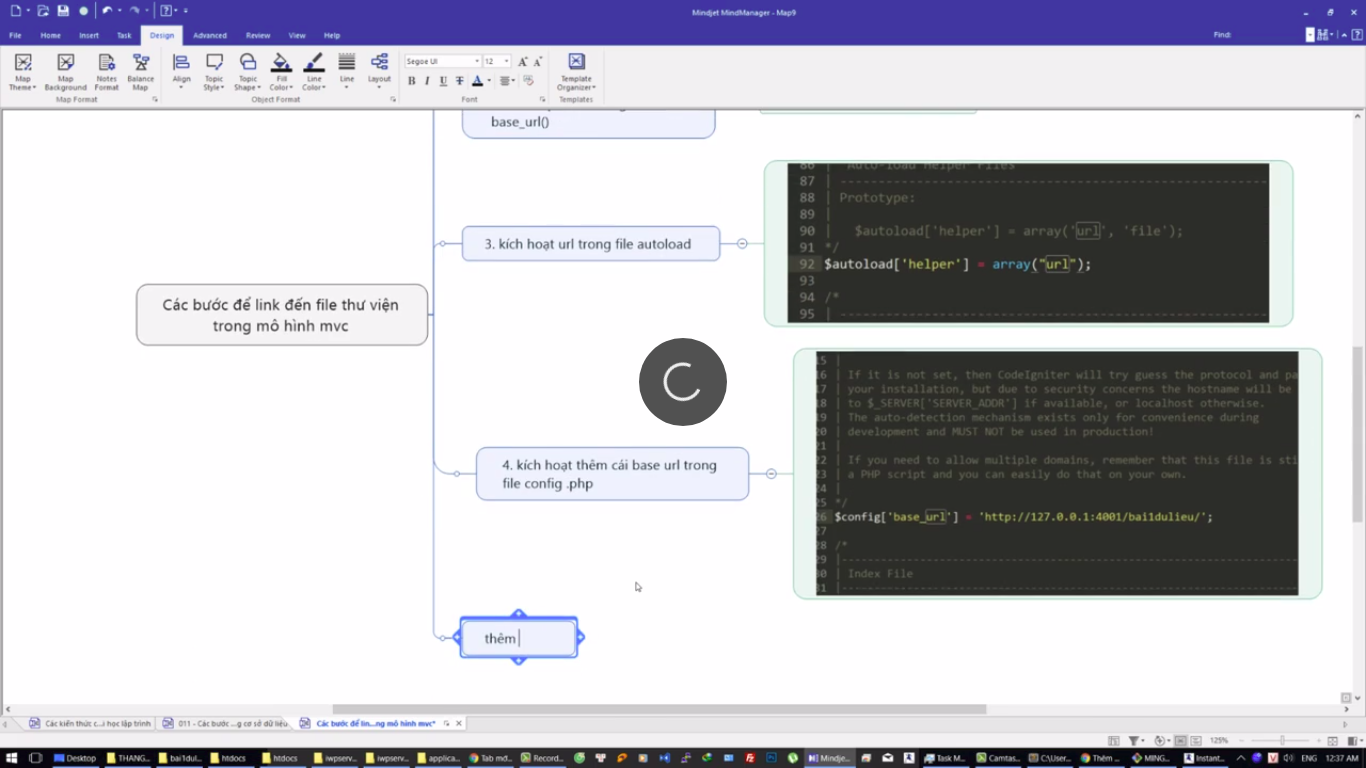 Mindjet MindManager - Map9
File Home Insert Task Design Advanced Review View Help Find:
Map Theme Map Background Notes Format Balance Map Align Topic Style Topic Shape Fill Color Line Color Line Layout Segoe UI 12 Template Organizer
Map Format Object Format Font Templates
base_url()
3. kích hoạt url trong file autoload
86 | Auto-load Helper Files
87 | -------------------------------------------------------------------
88 | Prototype:
89 |
90 | $autoload['helper'] = array('url', 'file');
91 */
92 $autoload['helper'] = array("url");
93
94 /*
95 | -------------------------------------------------------------------
Các bước để link đến file thư viện
trong mô hình mvc
15 |
16 | If it is not set, then CodeIgniter will try guess the protocol and pa
17 | your installation, but due to security concerns the hostname will be
18 | to $_SERVER['SERVER_ADDR'] if available, or localhost otherwise.
19 | The auto-detection mechanism exists only for convenience during
20 | development and MUST NOT be used in production!
21 |
22 | If you need to allow multiple domains, remember that this file is sti
23 | a PHP script and you can easily do that on your own.
24 |
25 */
26 $config['base_url'] = 'http://127.0.0.1:4001/bai1dulieu/';
27
28 /*
29 |--------------------------------------------------------------------
30 | Index File
31 |--------------------------------------------------------------------
4. kích hoạt thêm cái base url trong
file config .php
thêm
Các kiến thức c...i học lập trình 011 - Các bước ...g cơ sở dữ liệu Các bước để lin...ng mô hình mvc*
125%
Desktop THANG... bai1dul... htdocs htdocs iwpserv... iwpserv... applica... Tab md... Record... Mindje... Task M... Camtas... C:\User... Thêm ... MING... Instant... ENG 12:37 AM